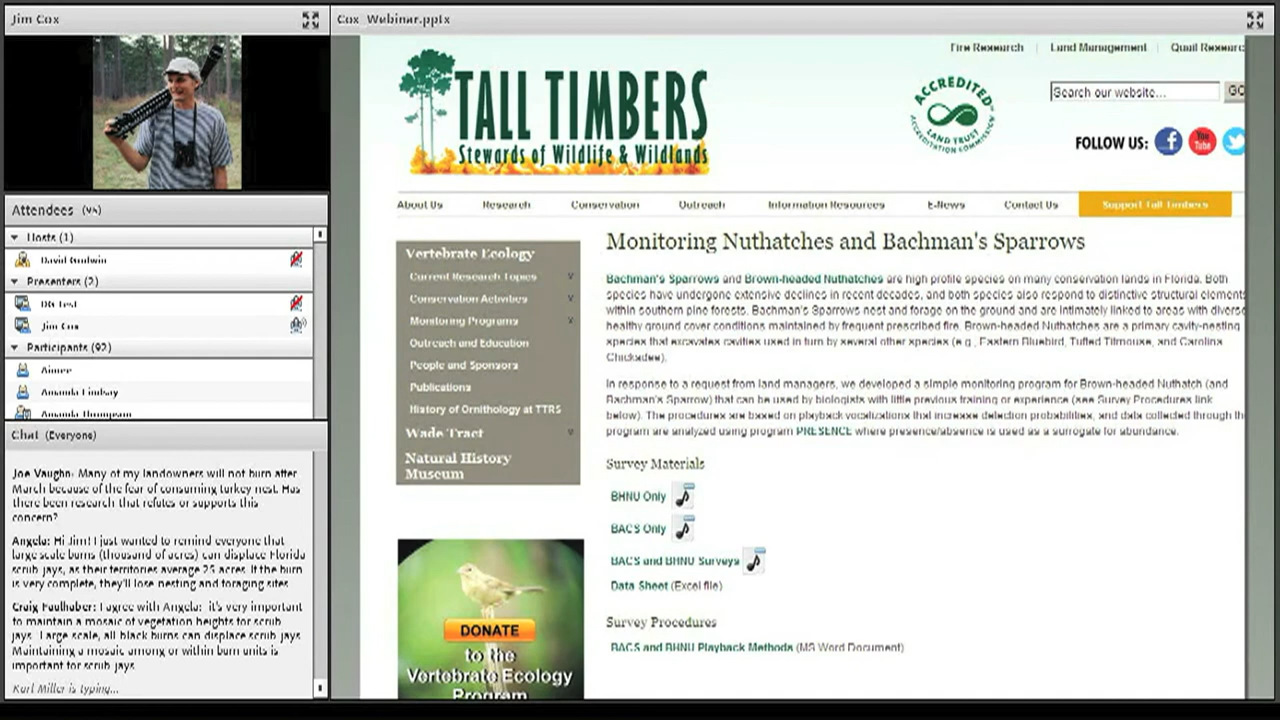 Jim Cox
Attendees (95)
Hosts (1)
David Godwin
Presenters (2)
DG Test
Jim Cox
Participants (92)
Aimee
Amanda Lindsay
Amanda Thompson
Chat (Everyone)
Joe Vaughn: Many of my landowners will not burn after
March because of the fear of consuming turkey nest. Has
there been research that refutes or supports this
concern?
Angela: Hi Jim! I just wanted to remind everyone that
large scale burns (thousand of acres) can displace Florida
scrub jays, as their territories average 25 acres. If the burn
is very complete, they'll lose nesting and foraging sites
Craig Faulhaber: I agree with Angela: it's very important
to maintain a mosaic of vegetation heights for scrub
jays. Large scale, all black burns can displace scrub jays.
Maintaining a mosaic among or within burn units is
important for scrub jays.
Karl Miller is typing...
Cox_Webinar.pptx
Fire Research | Land Management | Quail Researc
TALL TIMBERS
Stewards of Wildlife & Wildlands
ACCREDITED
LAND TRUST
ACCREDITATION COMMISSION
Search our website... GO
FOLLOW US:
You
Tube
About Us Research Conservation Outreach Information Resources E-News Contact Us Support Tall Timbers
Vertebrate Ecology
Current Research Topics
Conservation Activities
Monitoring Programs
Outreach and Education
People and Sponsors
Publications
History of Ornithology at TTRS
Wade Tract
Natural History
Museum
DONATE
to the
Vertebrate Ecology
Program
Monitoring Nuthatches and Bachman's Sparrows
Bachman's Sparrows and Brown-headed Nuthatches are high profile species on many conservation lands in Florida. Both
species have undergone extensive declines in recent decades, and both species also respond to distinctive structural elements
within southern pine forests. Bachman's Sparrows nest and forage on the ground and are intimately linked to areas with diverse
healthy ground cover conditions maintained by frequent prescribed fire. Brown-headed Nuthatches are a primary cavity-nesting
species that excavates cavities used in turn by several other species (e.g., Eastern Bluebird, Tufted Titmouse, and Carolina
Chickadee).
In response to a request from land managers, we developed a simple monitoring program for Brown-headed Nuthatch (and
Bachman's Sparrow) that can be used by biologists with little previous training or experience (see Survey Procedures link
below). The procedures are based on playback vocalizations that increase detection probabilities, and data collected through th
program are analyzed using program PRESENCE where presence/absence is used as a surrogate for abundance.
Survey Materials
BHNU Only
BACS Only
BACS and BHNU Surveys
Data Sheet (Excel file)
Survey Procedures
BACS and BHNU Playback Methods (MS Word Document)